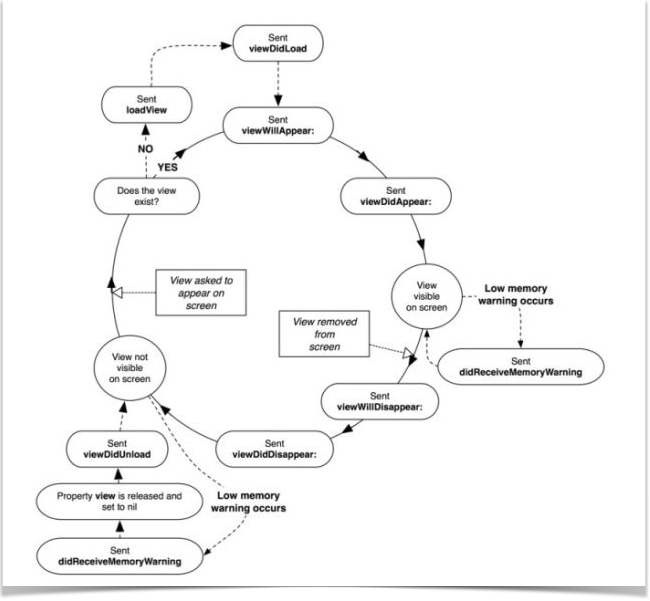 Sent
viewDidLoad
Sent
loadView
Sent
viewWillAppear:
NO
YES
Does the view
exist?
Sent
viewDidAppear:
View asked to
appear on
screen
View
visible
on screen
Low memory
warning occurs
View removed
from
screen
View not
visible
on screen
Sent
didReceiveMemoryWarning
Sent
viewWillDisappear:
Sent
viewDidUnload
Sent
viewDidDisappear:
Property view is released and
set to nil
Low memory
warning occurs
Sent
didReceiveMemoryWarning